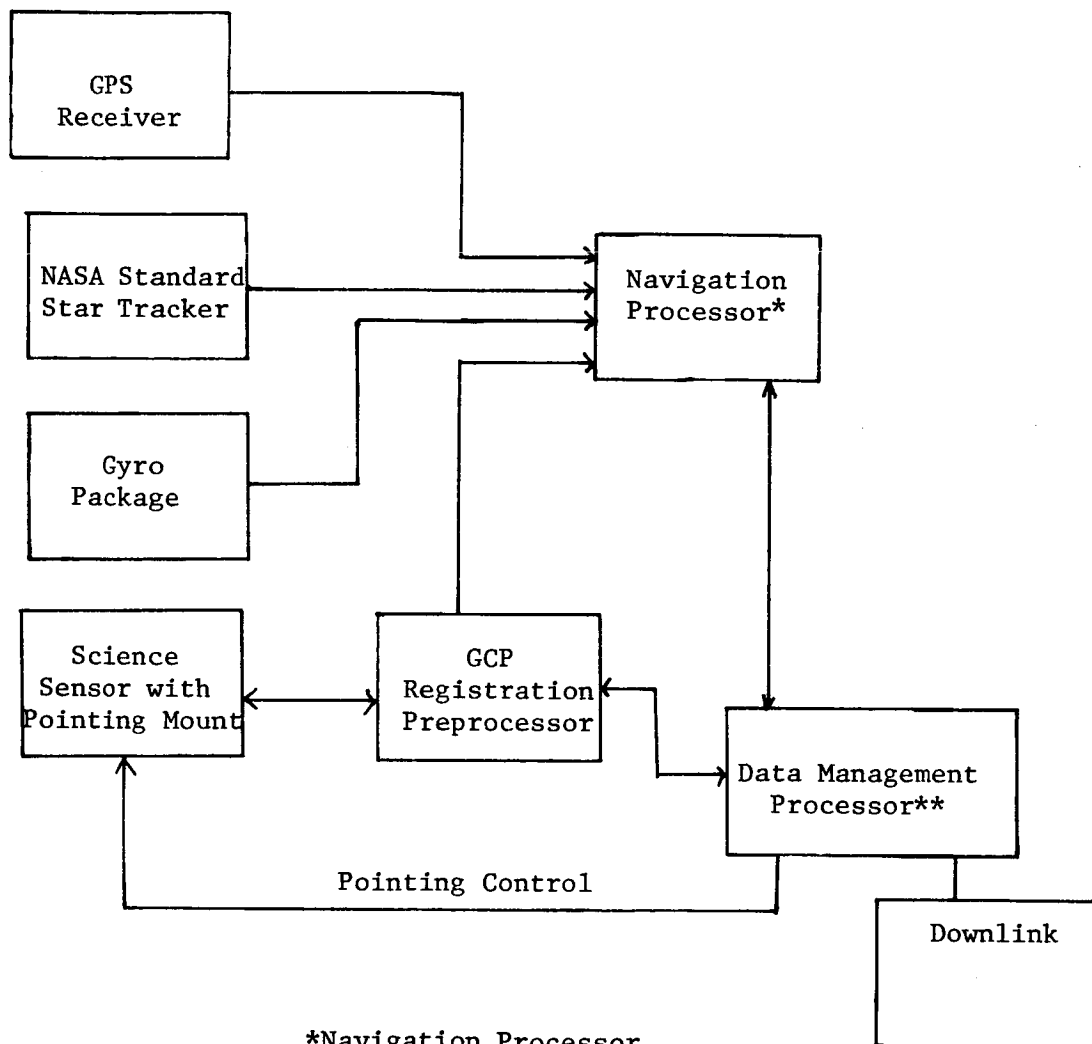 GPS
Receiver
NASA Standard
Star Tracker
Navigation
Processor*
Gyro
Package
Science
Sensor with
Pointing Mount
GCP
Registration
Preprocessor
Data Management
Processor**
Pointing Control
Downlink
*Navigation Processor